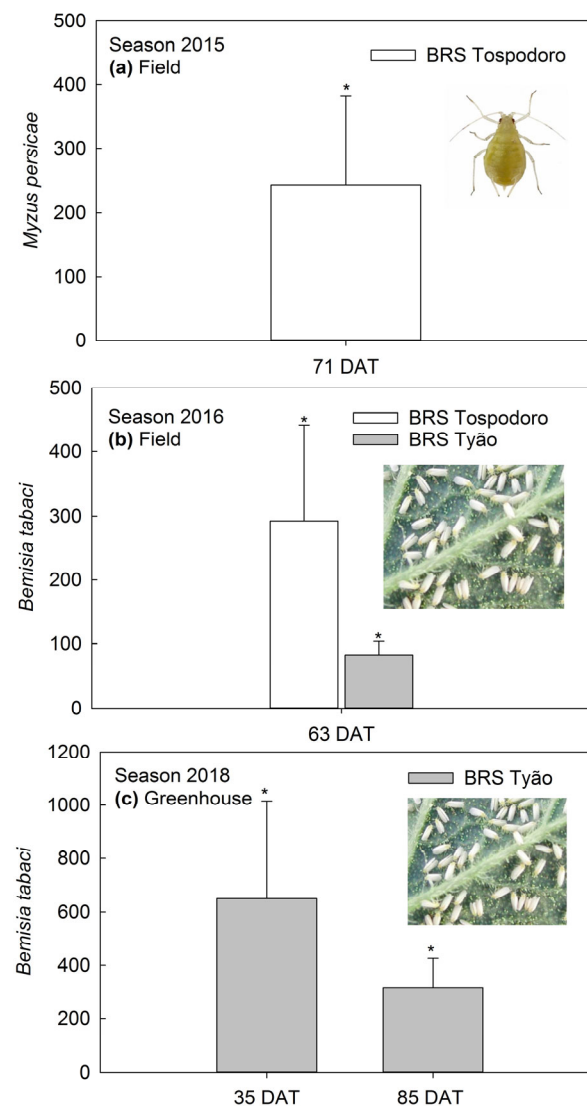 500
Season 2015
(a) Field
BRS Tospodoro
*
400
300
200
100
0
Myzus persicae
71 DAT
500
Season 2016
(b) Field
BRS Tospodoro
BRS Tyão
*
400
300
200
100
0
*
Bemisia tabaci
63 DAT
1200
Season 2018
(c) Greenhouse
BRS Tyão
*
1000
800
600
400
200
0
*
Bemisia tabaci
35 DAT
85 DAT